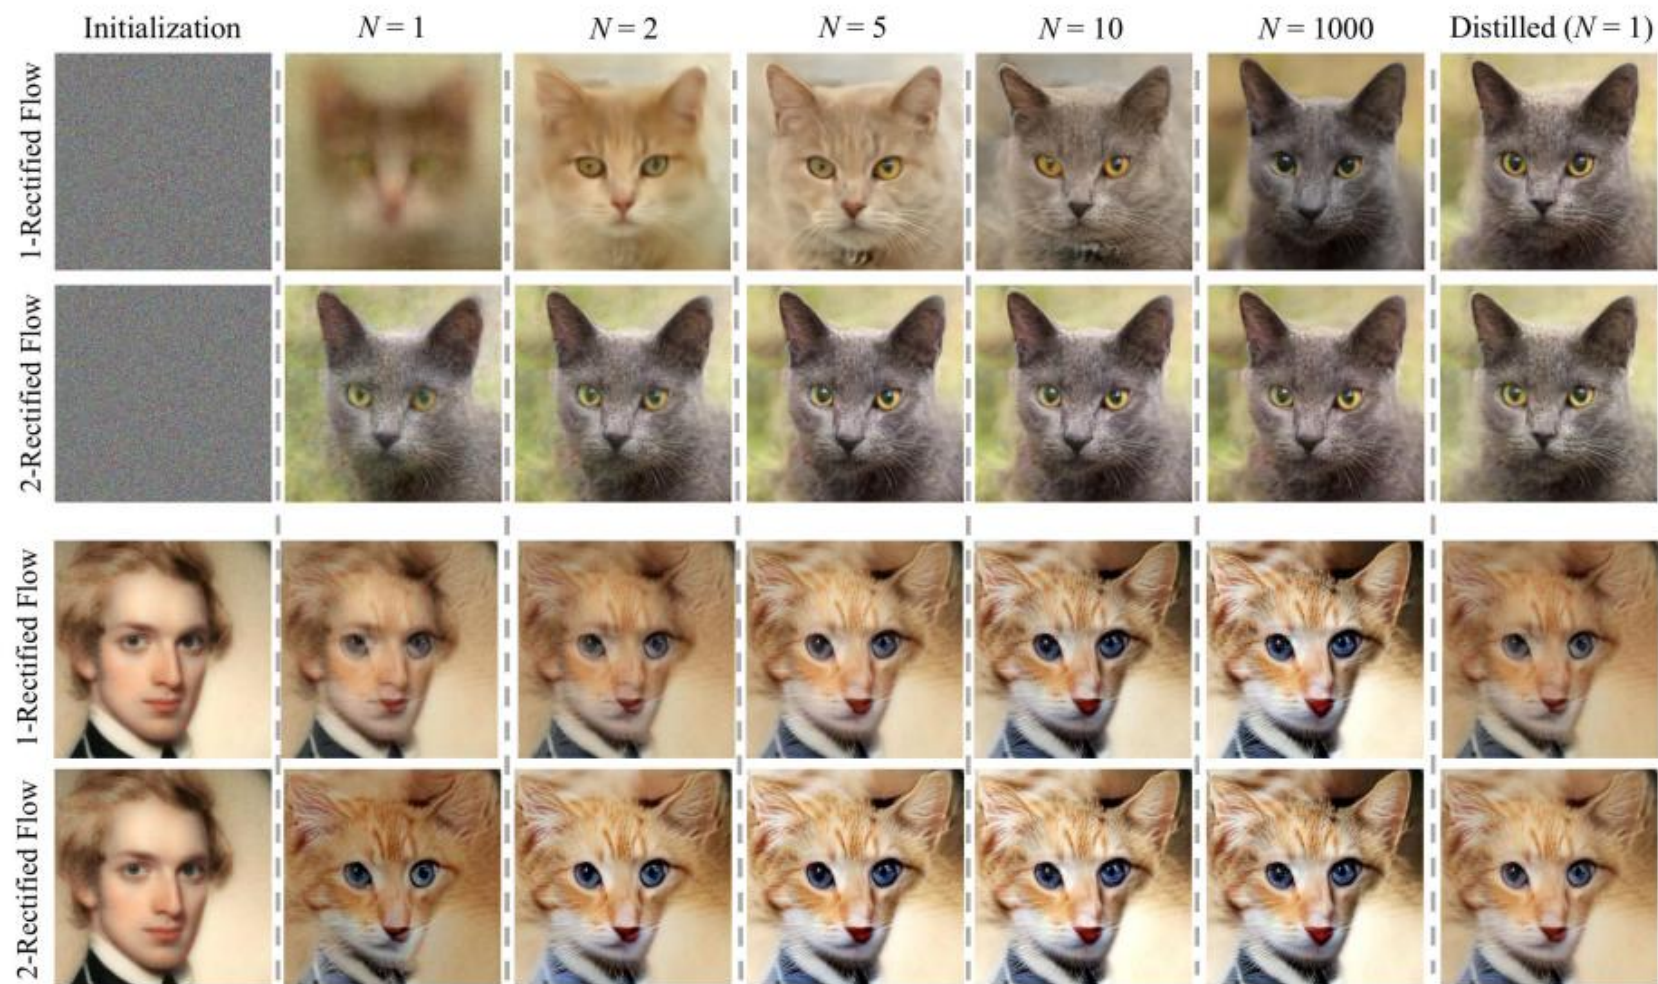 Initialization N = 1 N = 2 N = 5 N = 10 N = 1000 Distilled (N = 1)
1-Rectified Flow
2-Rectified Flow
1-Rectified Flow
2-Rectified Flow